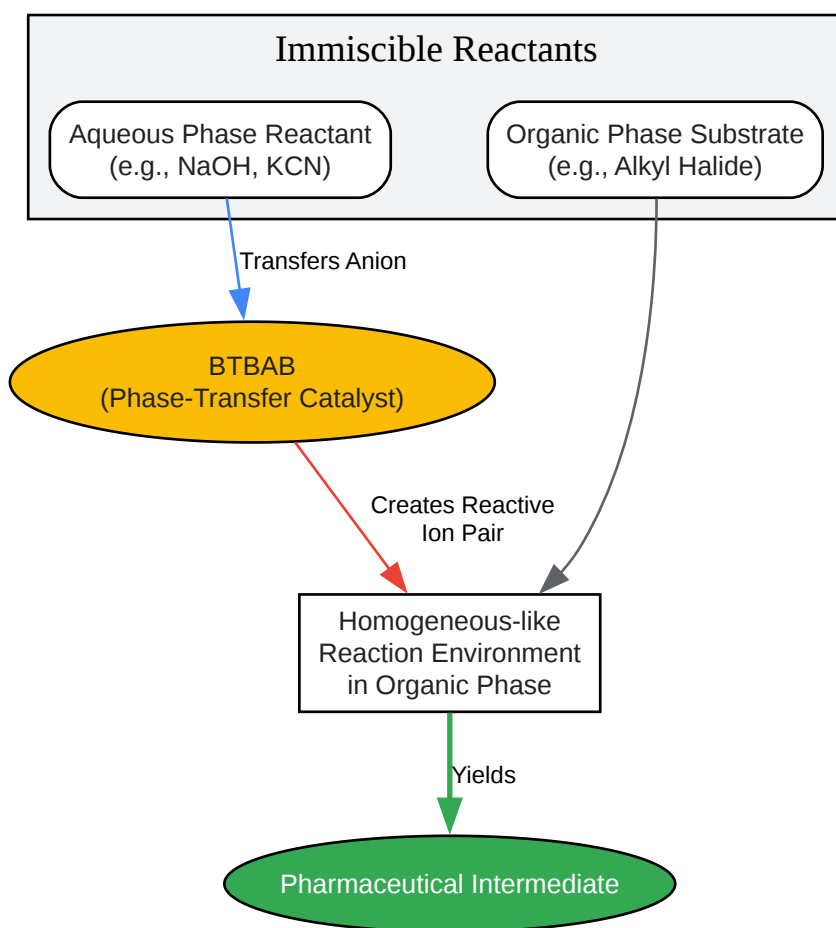 Immiscible Reactants
Aqueous Phase Reactant
(e.g., NaOH, KCN)
Organic Phase Substrate
(e.g., Alkyl Halide)
Transfers Anion
BTBAB
(Phase-Transfer Catalyst)
Creates Reactive
Ion Pair
Homogeneous-like
Reaction Environment
in Organic Phase
Yields
Pharmaceutical Intermediate